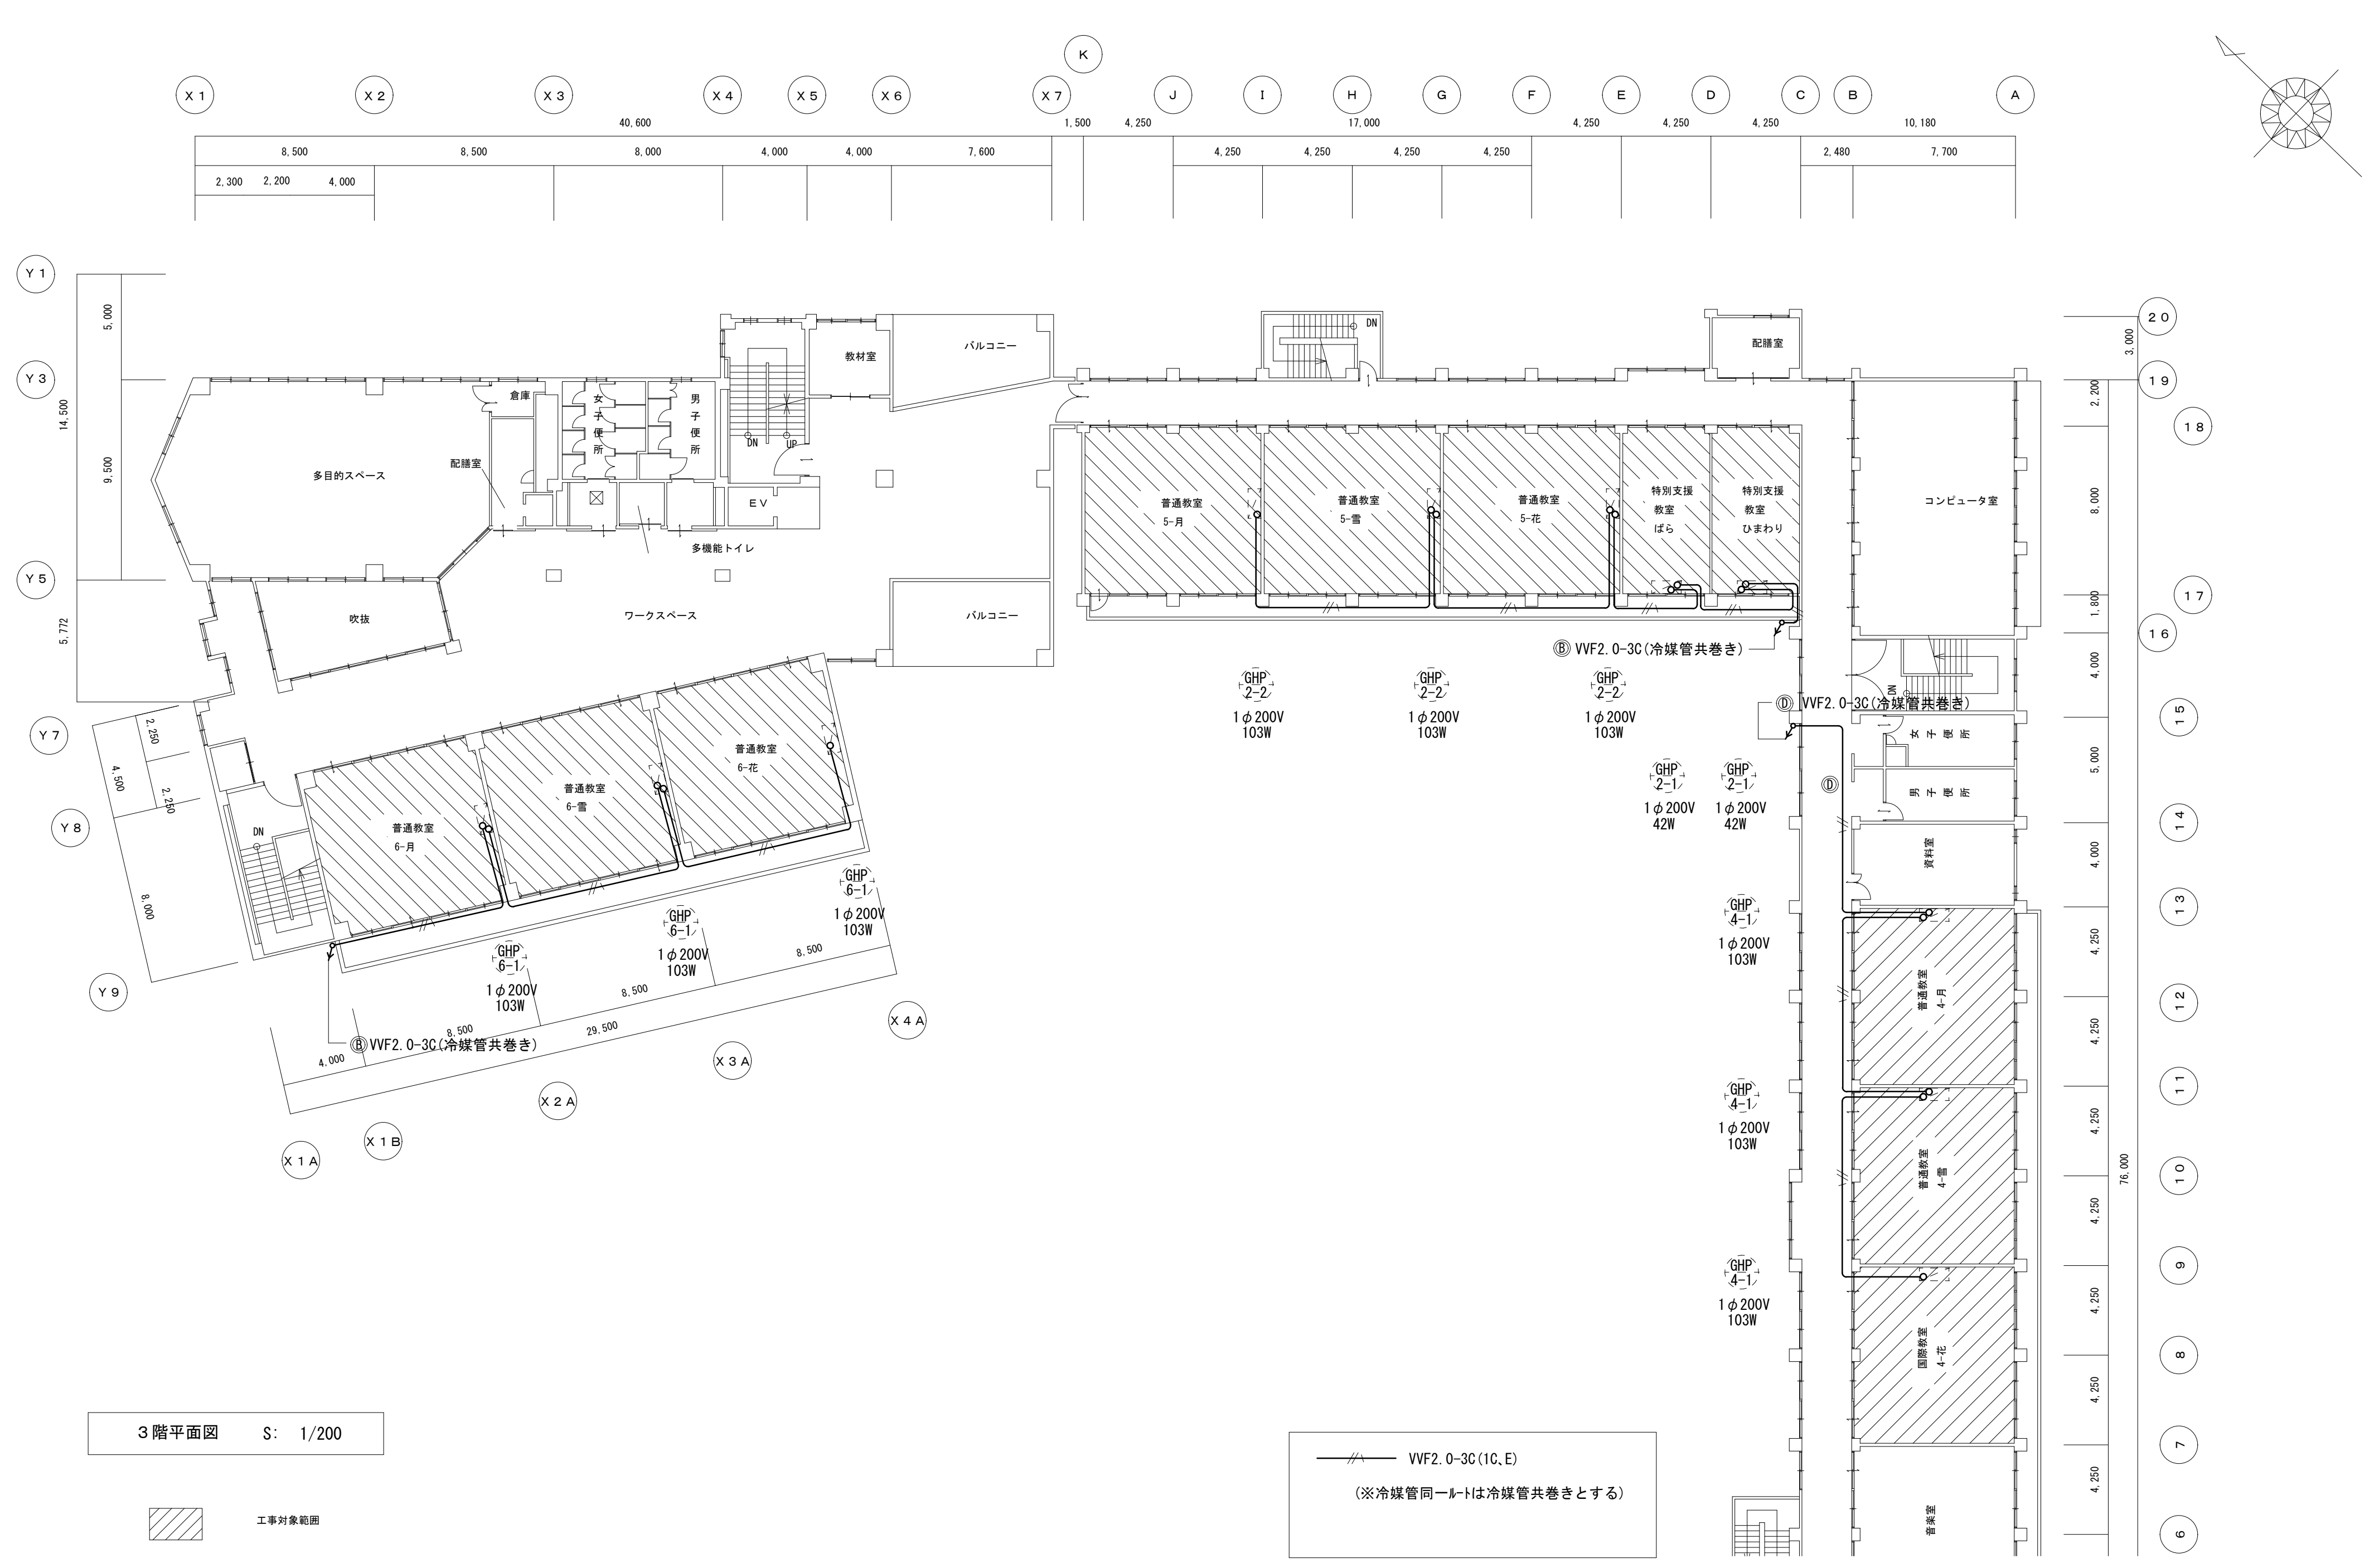 K
X1 X2 X3 X4 X5 X6 X7 J I H G F E D C B A
40,600 1,500 4,250 17,000 4,250 4,250 4,250 10,180
8,500 8,500 8,000 4,000 4,000 7,600 4,250 4,250 4,250 4,250 2,480 7,700
2,300 2,200 4,000
Y1
Y3
Y5
Y7
Y8
Y9
5,000
14,500
9,500
5,772
2,250
4,500
2,250
8,000
多目的スペース
倉庫
配膳室
女子便所
男子便所
DN
UP
EV
多機能トイレ
教材室
バルコニー
吹抜
ワークスペース
バルコニー
DN
配膳室
普通教室
5-月
普通教室
5-雪
普通教室
5-花
特別支援
教室
ばら
特別支援
教室
ひまわり
コンピュータ室
Ⓑ VVF2.0-3C(冷媒管共巻き)
GHP
2-2
1φ200V
103W
GHP
2-2
1φ200V
103W
GHP
2-2
1φ200V
103W
GHP
2-1
1φ200V
42W
GHP
2-1
1φ200V
42W
DN
Ⓓ VVF2.0-3C(冷媒管共巻き)
Ⓓ
女子便所
男子便所
資料室
普通教室
4-月
普通教室
4-雪
国際教室
4-花
音楽室
GHP
4-1
1φ200V
103W
GHP
4-1
1φ200V
103W
GHP
4-1
1φ200V
103W
20
19
18
17
16
15
14
13
12
11
10
9
8
7
6
3,000
2,200
8,000
1,800
4,000
5,000
4,000
4,250
4,250
4,250
4,250
4,250
4,250
4,250
76,000
DN
普通教室
6-月
普通教室
6-雪
普通教室
6-花
GHP
6-1
1φ200V
103W
GHP
6-1
1φ200V
103W
GHP
6-1
1φ200V
103W
Ⓑ VVF2.0-3C(冷媒管共巻き)
4,000
8,500
8,500
8,500
29,500
X1A
X1B
X2A
X3A
X4A
3階平面図 S: 1/200
工事対象範囲
VVF2.0-3C(1C、E)
(※冷媒管同一ルートは冷媒管共巻きとする)